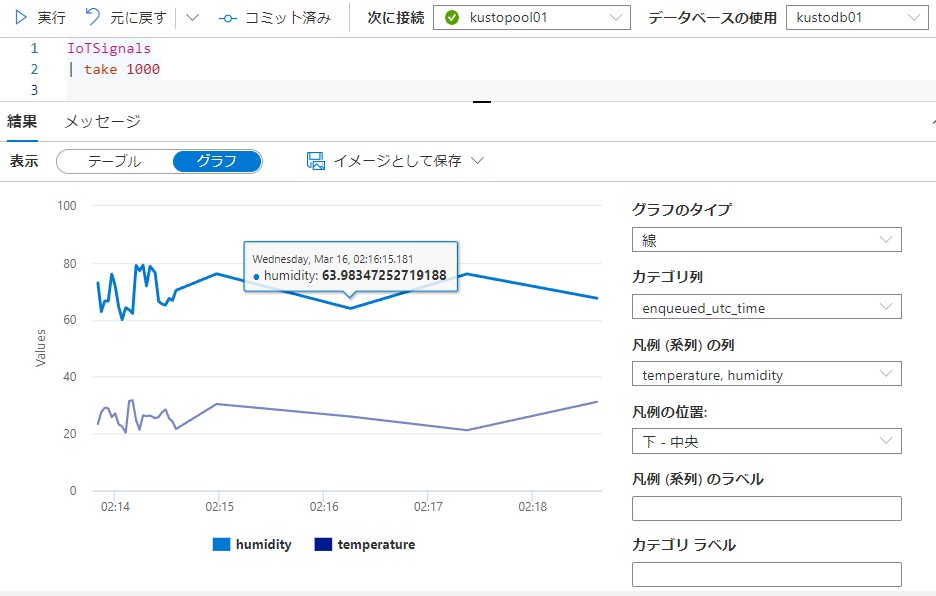 実行 元に戻す コミット済み 次に接続 kustopool01 データベースの使用 kustodb01
1 IoTSignals
2 | take 1000
3
結果 メッセージ
表示 テーブル グラフ イメージとして保存
100
80
60
40
20
0
Values
Wednesday, Mar 16, 02:16:15.181
humidity: 63.98347252719188
02:14 02:15 02:16 02:17 02:18
humidity temperature
グラフのタイプ
線
カテゴリ列
enqueued_utc_time
凡例 (系列) の列
temperature, humidity
凡例の位置:
下 - 中央
凡例 (系列) のラベル
カテゴリ ラベル